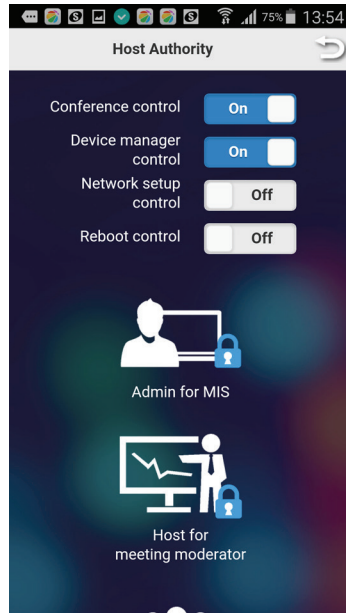 75% 13:54
Host Authority
Conference control On
Device manager
control On
Network setup
control Off
Reboot control Off
Admin for MIS
Host for
meeting moderator